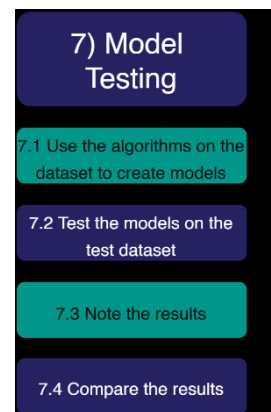 7) Model
Testing
7.1 Use the algorithms on the
dataset to create models
7.2 Test the models on the
test dataset
7.3 Note the results
7.4 Compare the results